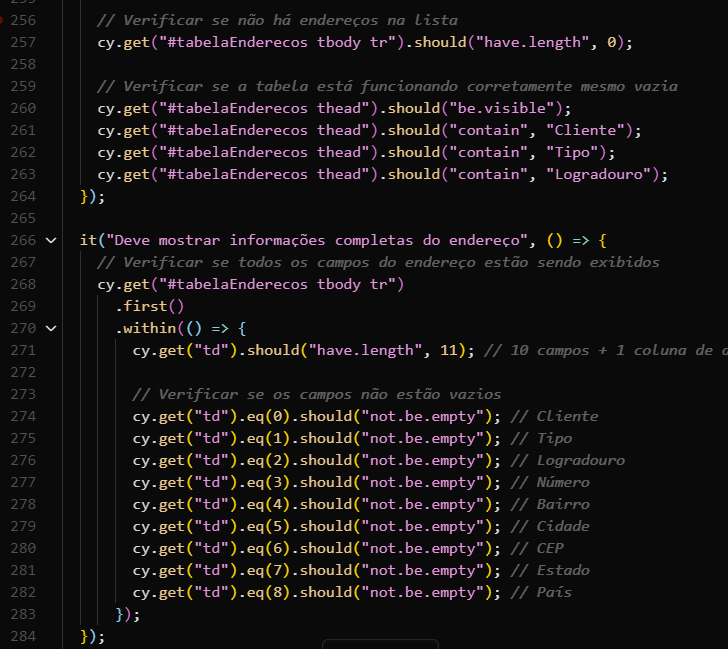 256 // Verificar se não há endereços na lista
257 cy.get("#tabelaEnderecos tbody tr").should("have.length", 0);
258
259 // Verificar se a tabela está funcionando corretamente mesmo vazia
260 cy.get("#tabelaEnderecos thead").should("be.visible");
261 cy.get("#tabelaEnderecos thead").should("contain", "Cliente");
262 cy.get("#tabelaEnderecos thead").should("contain", "Tipo");
263 cy.get("#tabelaEnderecos thead").should("contain", "Logradouro");
264 });
265
266 it("Deve mostrar informações completas do endereço", () => {
267 // Verificar se todos os campos do endereço estão sendo exibidos
268 cy.get("#tabelaEnderecos tbody tr")
269 .first()
270 .within(() => {
271 cy.get("td").should("have.length", 11); // 10 campos + 1 coluna de
272
273 // Verificar se os campos não estão vazios
274 cy.get("td").eq(0).should("not.be.empty"); // Cliente
275 cy.get("td").eq(1).should("not.be.empty"); // Tipo
276 cy.get("td").eq(2).should("not.be.empty"); // Logradouro
277 cy.get("td").eq(3).should("not.be.empty"); // Número
278 cy.get("td").eq(4).should("not.be.empty"); // Bairro
279 cy.get("td").eq(5).should("not.be.empty"); // Cidade
280 cy.get("td").eq(6).should("not.be.empty"); // CEP
281 cy.get("td").eq(7).should("not.be.empty"); // Estado
282 cy.get("td").eq(8).should("not.be.empty"); // País
283 });
284 });